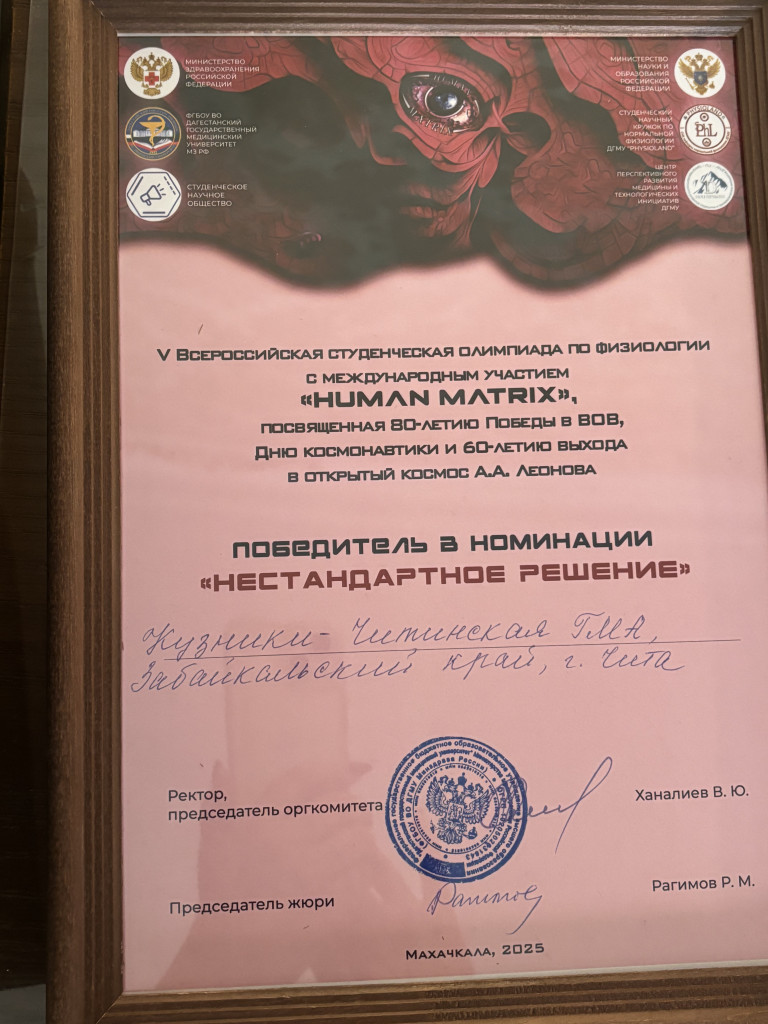 МИНИСТЕРСТВО
ЗДРАВООХРАНЕНИЯ
РОССИЙСКОЙ
ФЕДЕРАЦИИ
ФГБОУ ВО
ДАГЕСТАНСКИЙ
ГОСУДАРСТВЕННЫЙ
МЕДИЦИНСКИЙ
УНИВЕРСИТЕТ
МЗ РФ
СТУДЕНЧЕСКОЕ
НАУЧНОЕ
ОБЩЕСТВО
МИНИСТЕРСТВО
НАУКИ И
ОБРАЗОВАНИЯ
РОССИЙСКОЙ
ФЕДЕРАЦИИ
СТУДЕНЧЕСКИЙ
НАУЧНЫЙ
КРУЖОК ПО
НОРМАЛЬНОЙ
ФИЗИОЛОГИИ
ДГМУ "PHYSIOLAND"
PHYSIOLAND
PhL
ЦЕНТР
ПЕРСПЕКТИВНОГО
РАЗВИТИЯ
МЕДИЦИНЫ И
ТЕХНОЛОГИЧЕСКИХ
ИНИЦИАТИВ
ДГМУ
V Всероссийская студенческая олимпиада по физиологии
с международным участием
«HUMAN MATRIX»,
посвященная 80-летию Победы в ВОВ,
Дню космонавтики и 60-летию выхода
в открытый космос А.А. Леонова
ПОБЕДИТЕЛЬ В НОМИНАЦИИ
«НЕСТАНДАРТНОЕ РЕШЕНИЕ»
Кузники- Читинская ГМА,
Забайкальский край, г. Чита
Ректор,
председатель оргкомитета
Ханалиев В. Ю.
Председатель жюри
Рагимов Р. М.
Махачкала, 2025